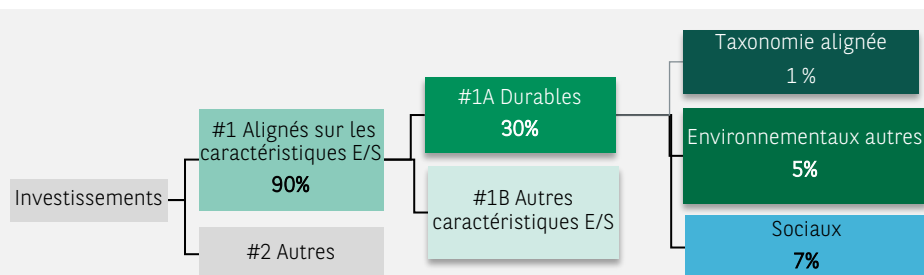 Investissements
#1 Alignés sur les
caractéristiques E/S
90%
#2 Autres
#1A Durables
30%
#1B Autres
caractéristiques E/S
Taxonomie alignée
1 %
Environnementaux autres
5%
Sociaux
7%